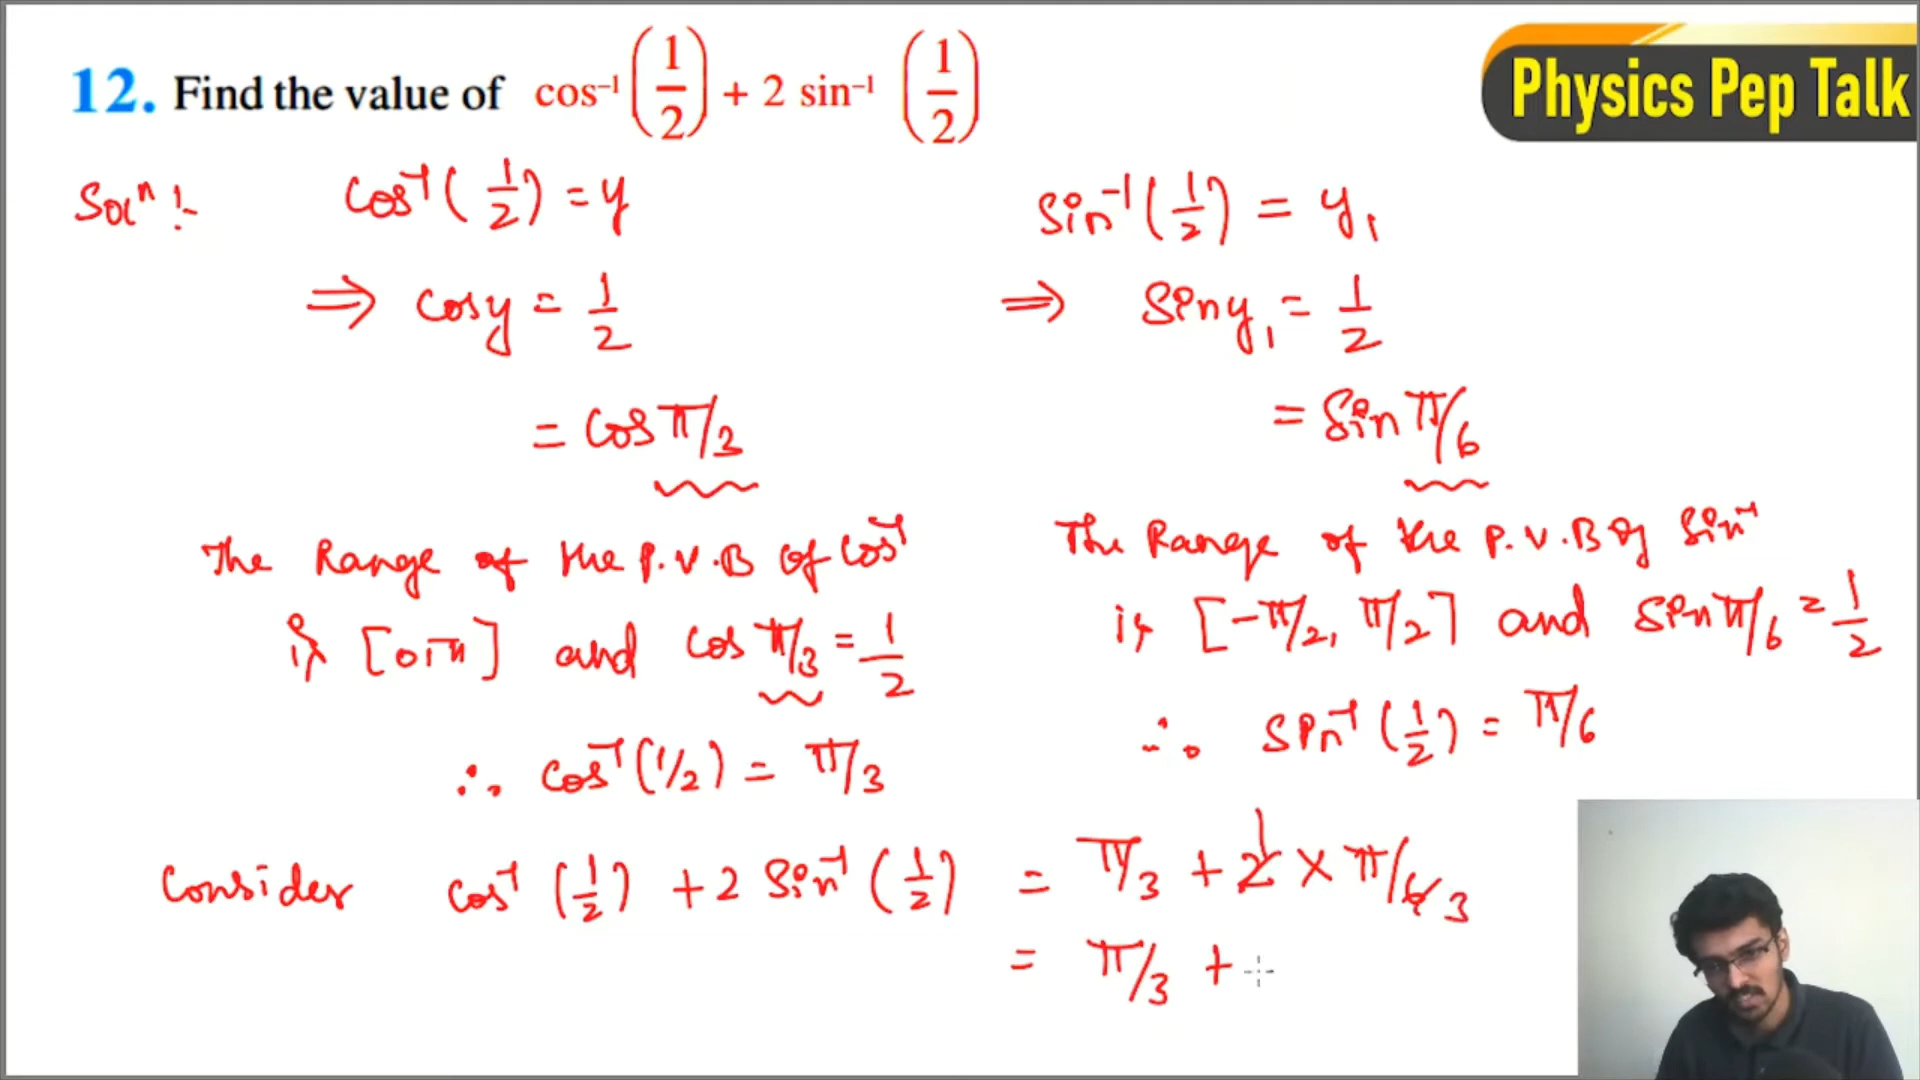 12. Find the value of cos⁻¹ (1/2) + 2 sin⁻¹ (1/2)
Physics Pep Talk
Solⁿ :-
cos⁻¹(1/2) = y
⇒ cosy = 1/2
= cos π/3
The Range of the P.V.B of cos⁻¹
is [0, π] and cos π/3 = 1/2
∴ cos⁻¹(1/2) = π/3
sin⁻¹(1/2) = y₁
⇒ siny₁ = 1/2
= sin π/6
The Range of the P.V.B of sin⁻¹
is [-π/2, π/2] and sin π/6 = 1/2
∴ sin⁻¹(1/2) = π/6
Consider cos⁻¹(1/2) + 2 sin⁻¹(1/2) = π/3 + 2 1 × π/6 3
= π/3 +